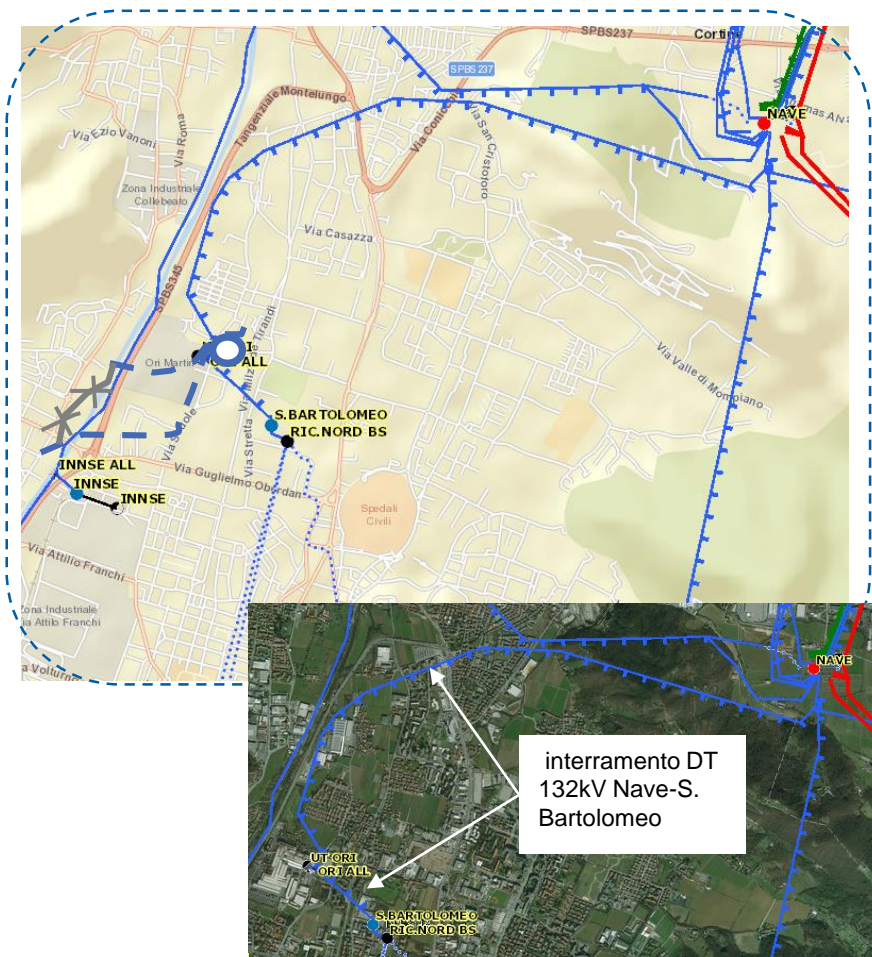 SPBS237
Cortine
SPBS 237
NAVE
Tangenziale Montelungo
Via Conicchio
Via San Cristoforo
Via Ezio Vanoni
Via Roma
Zona Industriale
Collebeato
Via Casazza
SPBS345
Ori Martin
ALL
Via Valle di Mompiano
S.BARTOLOMEO
RIC.NORD BS
Via Stretta
INNSE ALL
INNSE
INNSE
Via Guglielmo Oberdan
Spedali
Civili
Via Attilio Franchi
Zona Industriale
Via Attilo Franchi
a Volturno
NAVE
interramento DT
132kV Nave-S.
Bartolomeo
UT ORI
ORI ALL
S.BARTOLOMEO
RIC.NORD BS